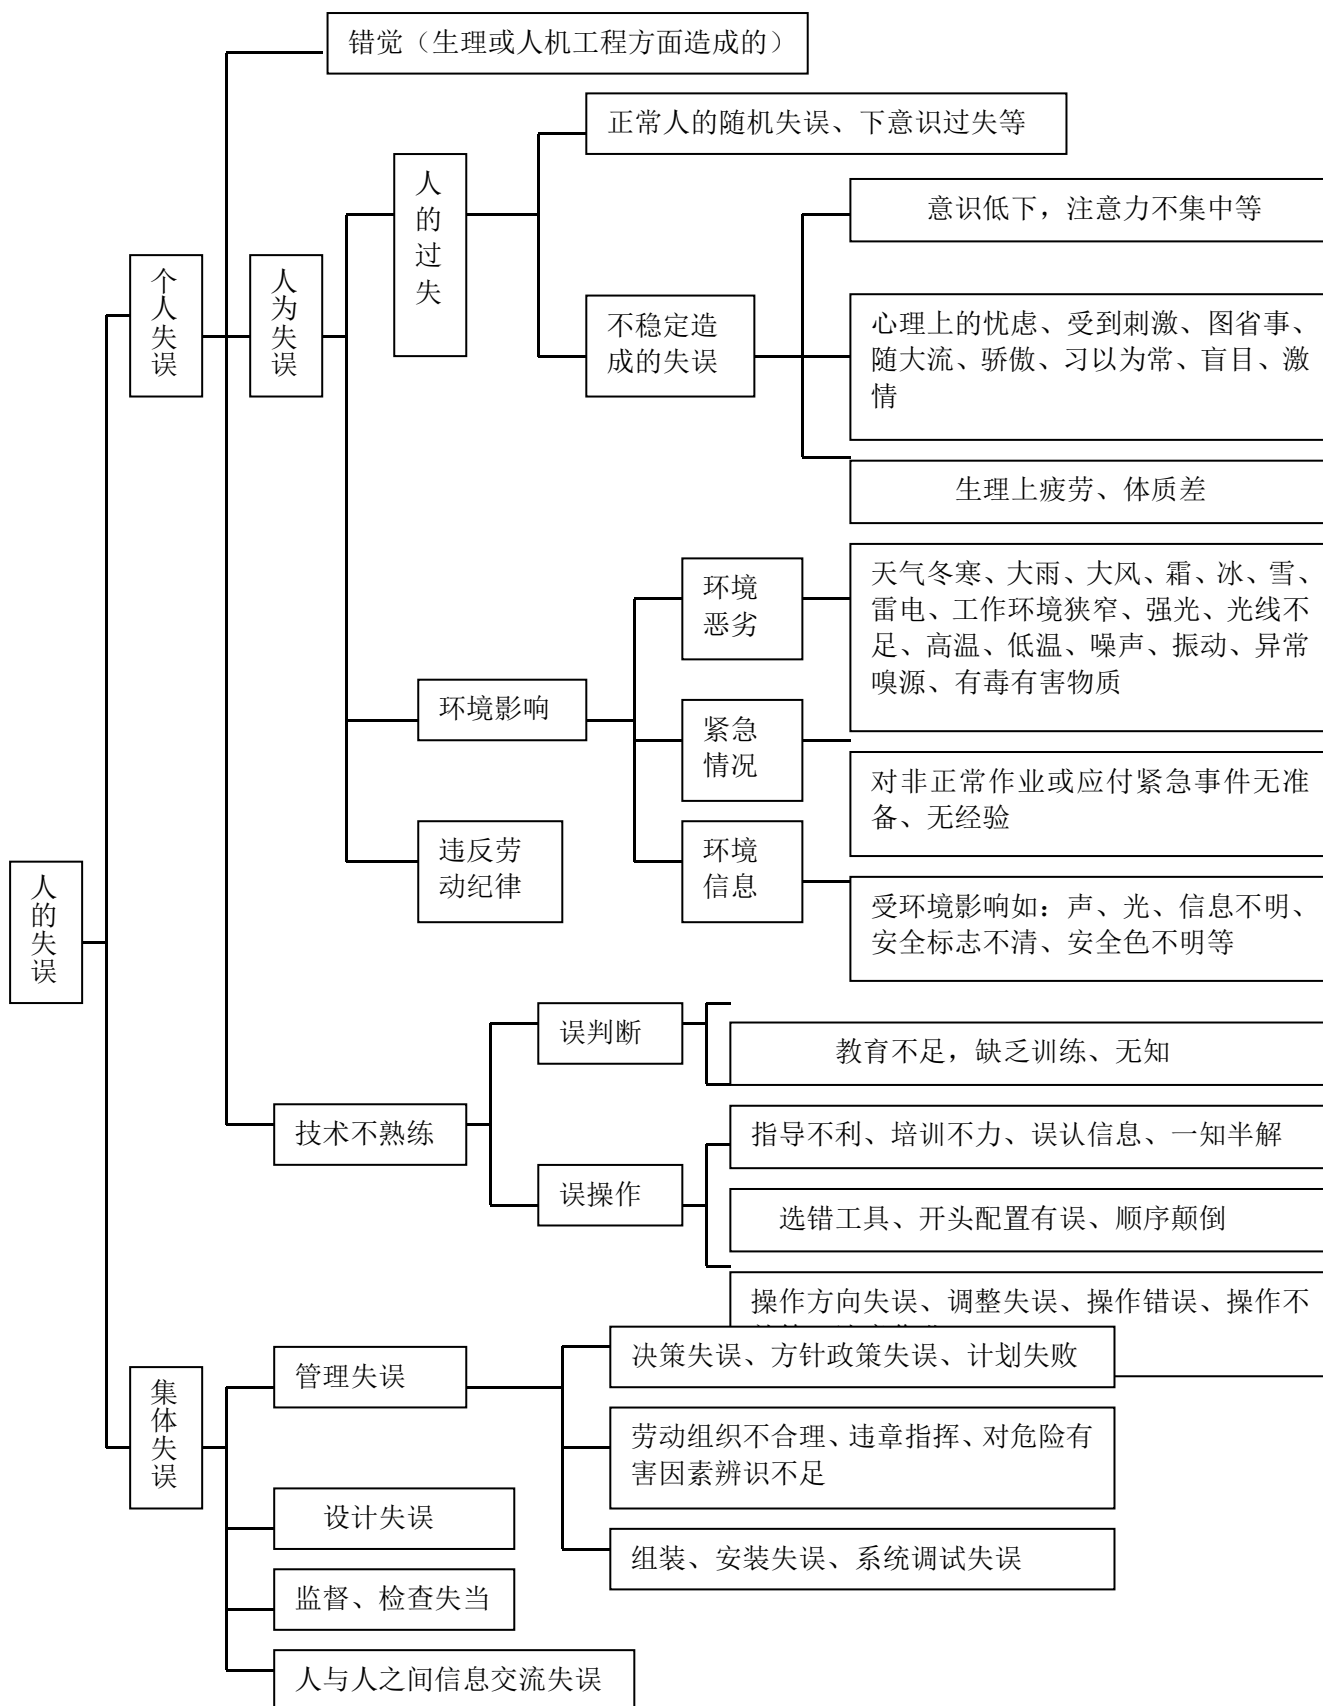 错觉（生理或人机工程方面造成的）
正常人的随机失误、下意识过失等
人的过失
意识低下，注意力不集中等
个人失误
人为失误
不稳定造
成的失误
心理上的忧虑、受到刺激、图省事、
随大流、骄傲、习以为常、盲目、激
情
生理上疲劳、体质差
环境
恶劣
天气冬寒、大雨、大风、霜、冰、雪、
雷电、工作环境狭窄、强光、光线不
足、高温、低温、噪声、振动、异常
嗅源、有毒有害物质
环境影响
紧急
情况
对非正常作业或应付紧急事件无准
备、无经验
违反劳
动纪律
环境
信息
受环境影响如：声、光、信息不明、
安全标志不清、安全色不明等
人的失误
误判断
教育不足，缺乏训练、无知
技术不熟练
指导不利、培训不力、误认信息、一知半解
误操作
选错工具、开头配置有误、顺序颠倒
操作方向失误、调整失误、操作错误、操作不
管理失误
决策失误、方针政策失误、计划失败
集体失误
劳动组织不合理、违章指挥、对危险有
害因素辨识不足
设计失误
组装、安装失误、系统调试失误
监督、检查失当
人与人之间信息交流失误